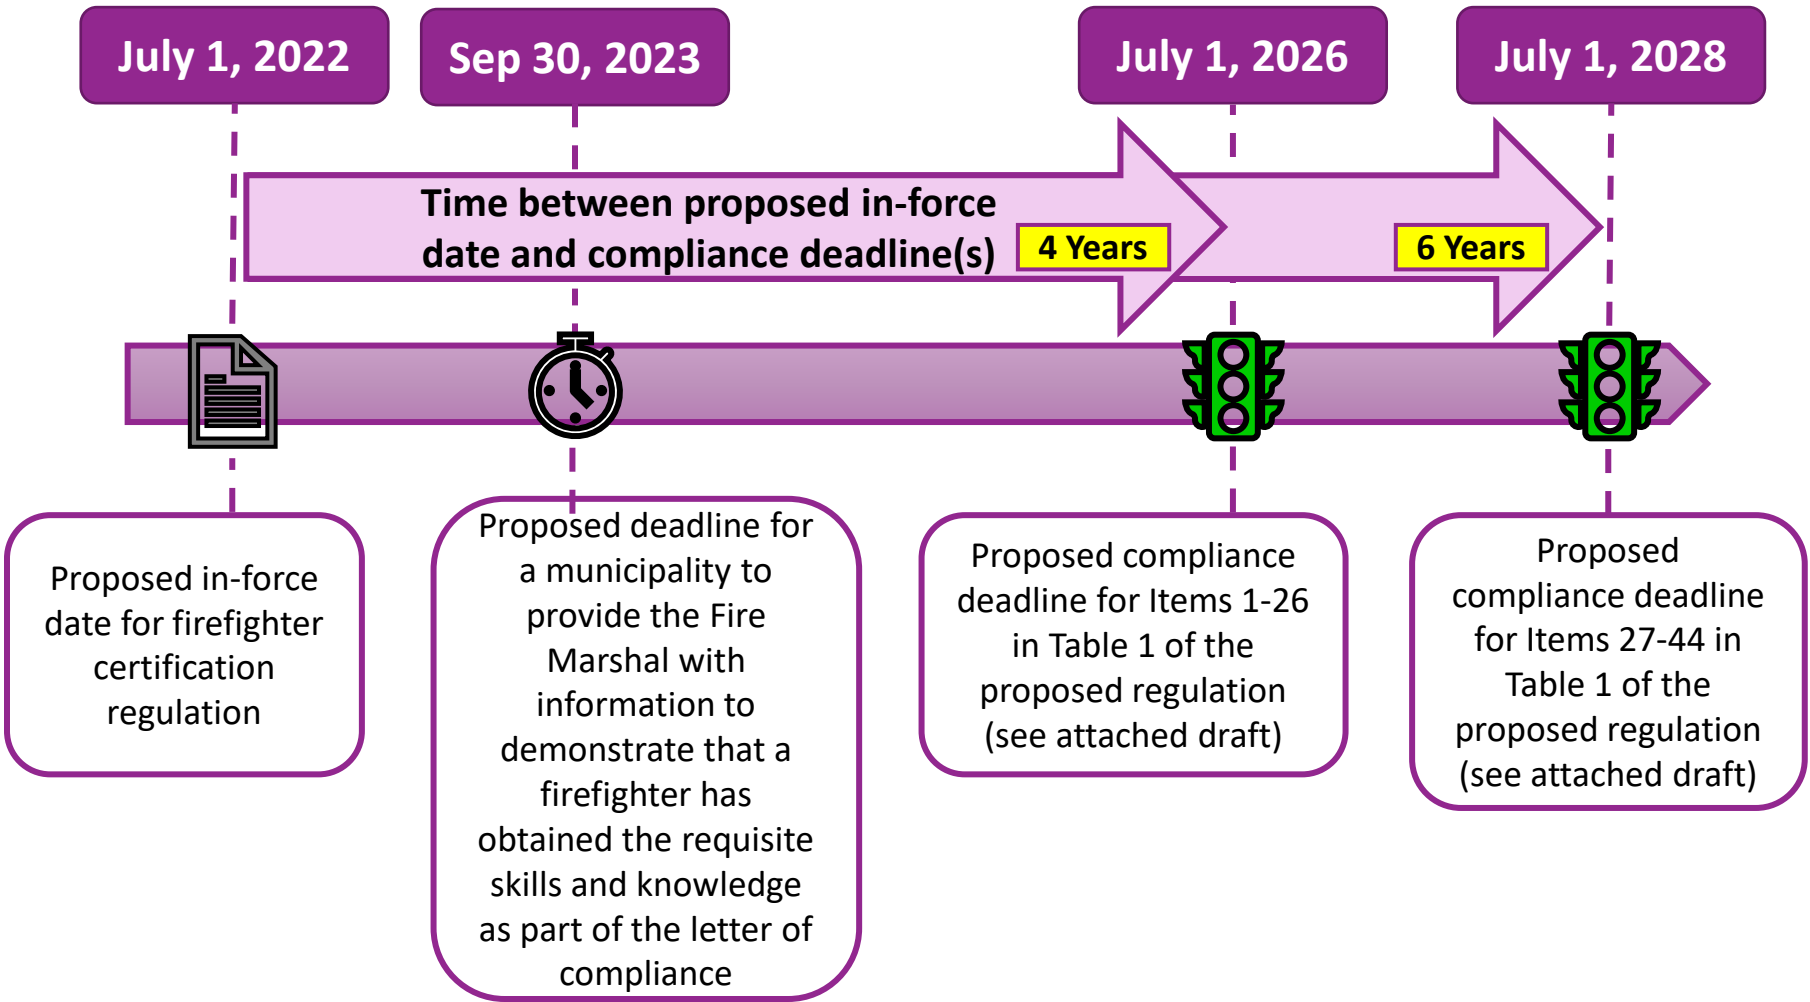 July 1, 2022
Sep 30, 2023
July 1, 2026
July 1, 2028
Time between proposed in-force
date and compliance deadline(s)
4 Years
6 Years
Proposed in-force
date for firefighter
certification
regulation
Proposed deadline for
a municipality to
provide the Fire
Marshal with
information to
demonstrate that a
firefighter has
obtained the requisite
skills and knowledge
as part of the letter of
compliance
Proposed compliance
deadline for Items 1-26
in Table 1 of the
proposed regulation
(see attached draft)
Proposed
compliance deadline
for Items 27-44 in
Table 1 of the
proposed regulation
(see attached draft)